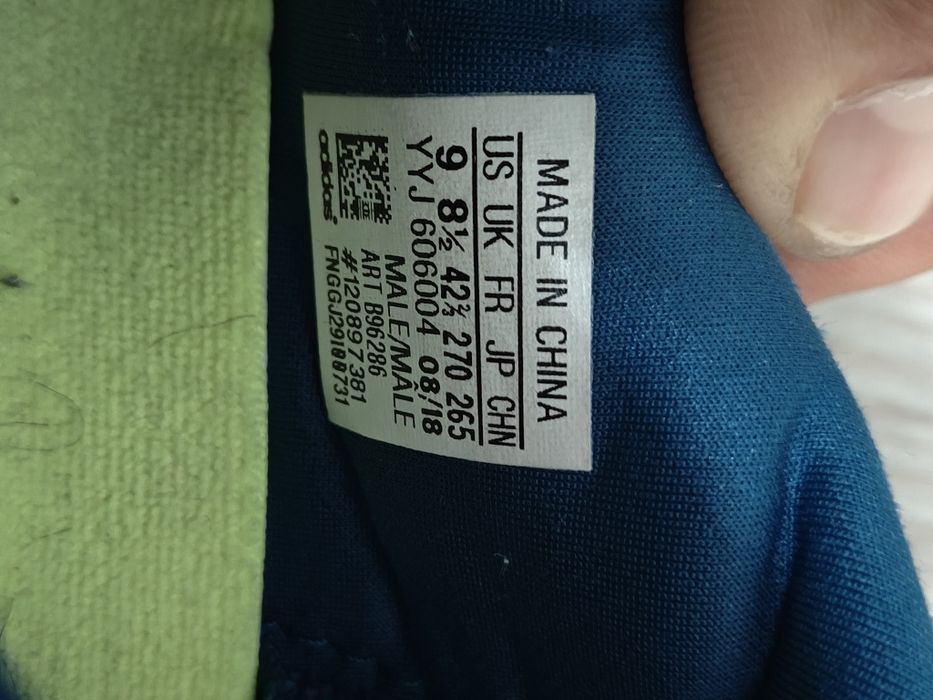 MADE IN CHINA
US UK FR JP CHN
9 8½ 42⅔ 270 265
YYJ 606004 08/18
MALE/MÂLE
ART B96286
#120897381
adidas®
FNGGJ29100731